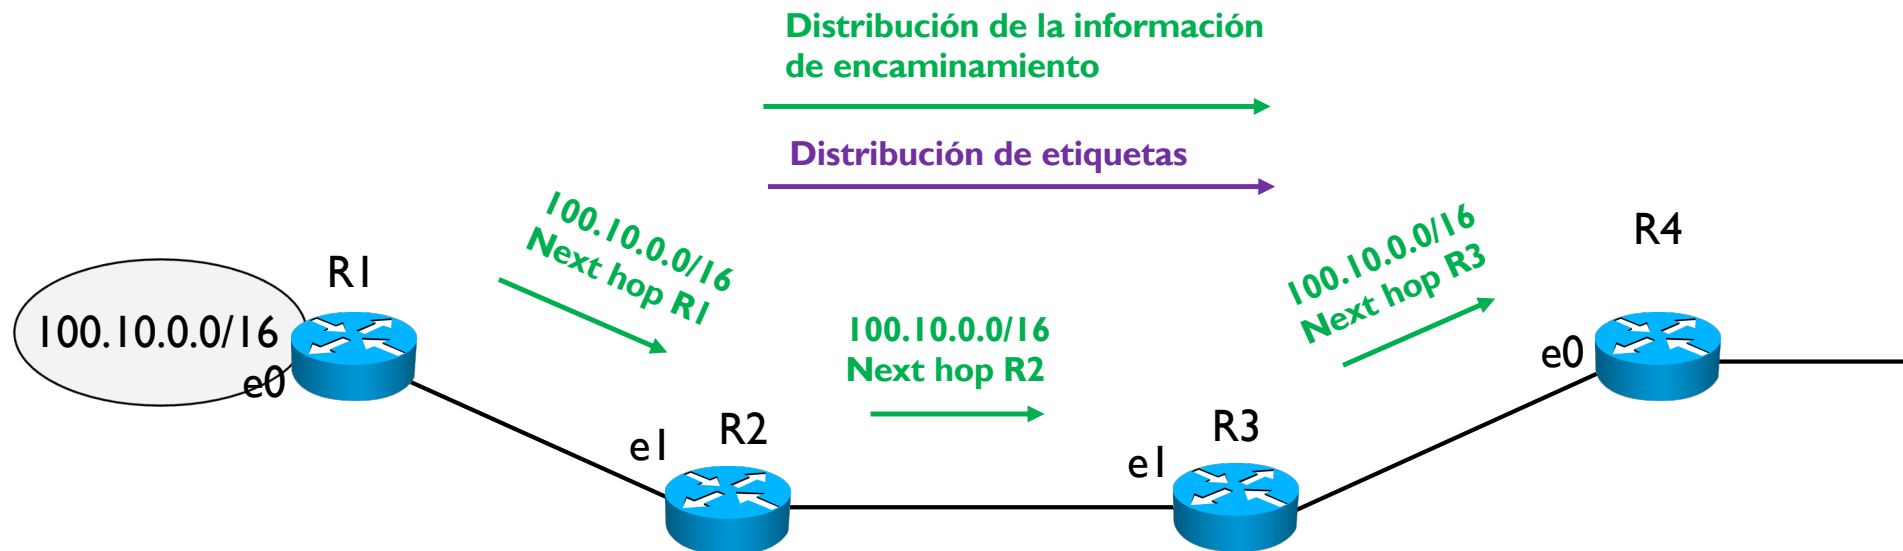 Distribución de la información
de encaminamiento
Distribución de etiquetas
100.10.0.0/16
Next hop R1
100.10.0.0/16
Next hop R2
100.10.0.0/16
Next hop R3
R1
100.10.0.0/16
e0
e1
R2
e1
R3
e0
R4